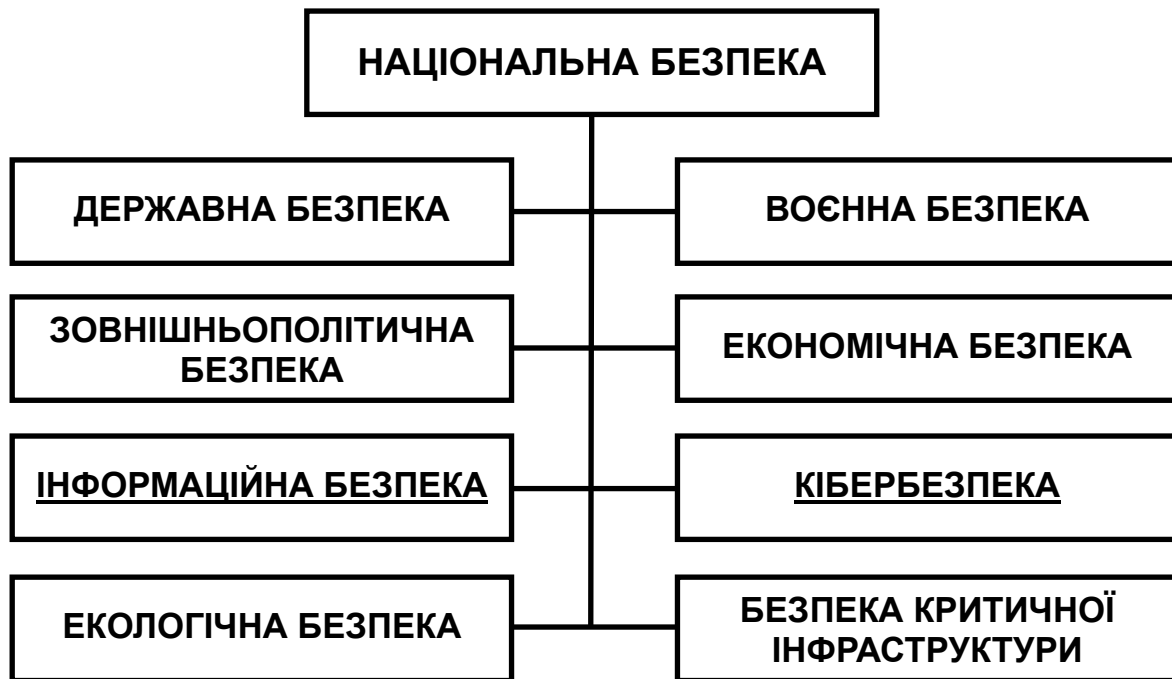 НАЦІОНАЛЬНА БЕЗПЕКА
ДЕРЖАВНА БЕЗПЕКА
ВОЄННА БЕЗПЕКА
ЗОВНІШНЬОПОЛІТИЧНА
БЕЗПЕКА
ЕКОНОМІЧНА БЕЗПЕКА
ІНФОРМАЦІЙНА БЕЗПЕКА
КІБЕРБЕЗПЕКА
ЕКОЛОГІЧНА БЕЗПЕКА
БЕЗПЕКА КРИТИЧНОЇ
ІНФРАСТРУКТУРИ